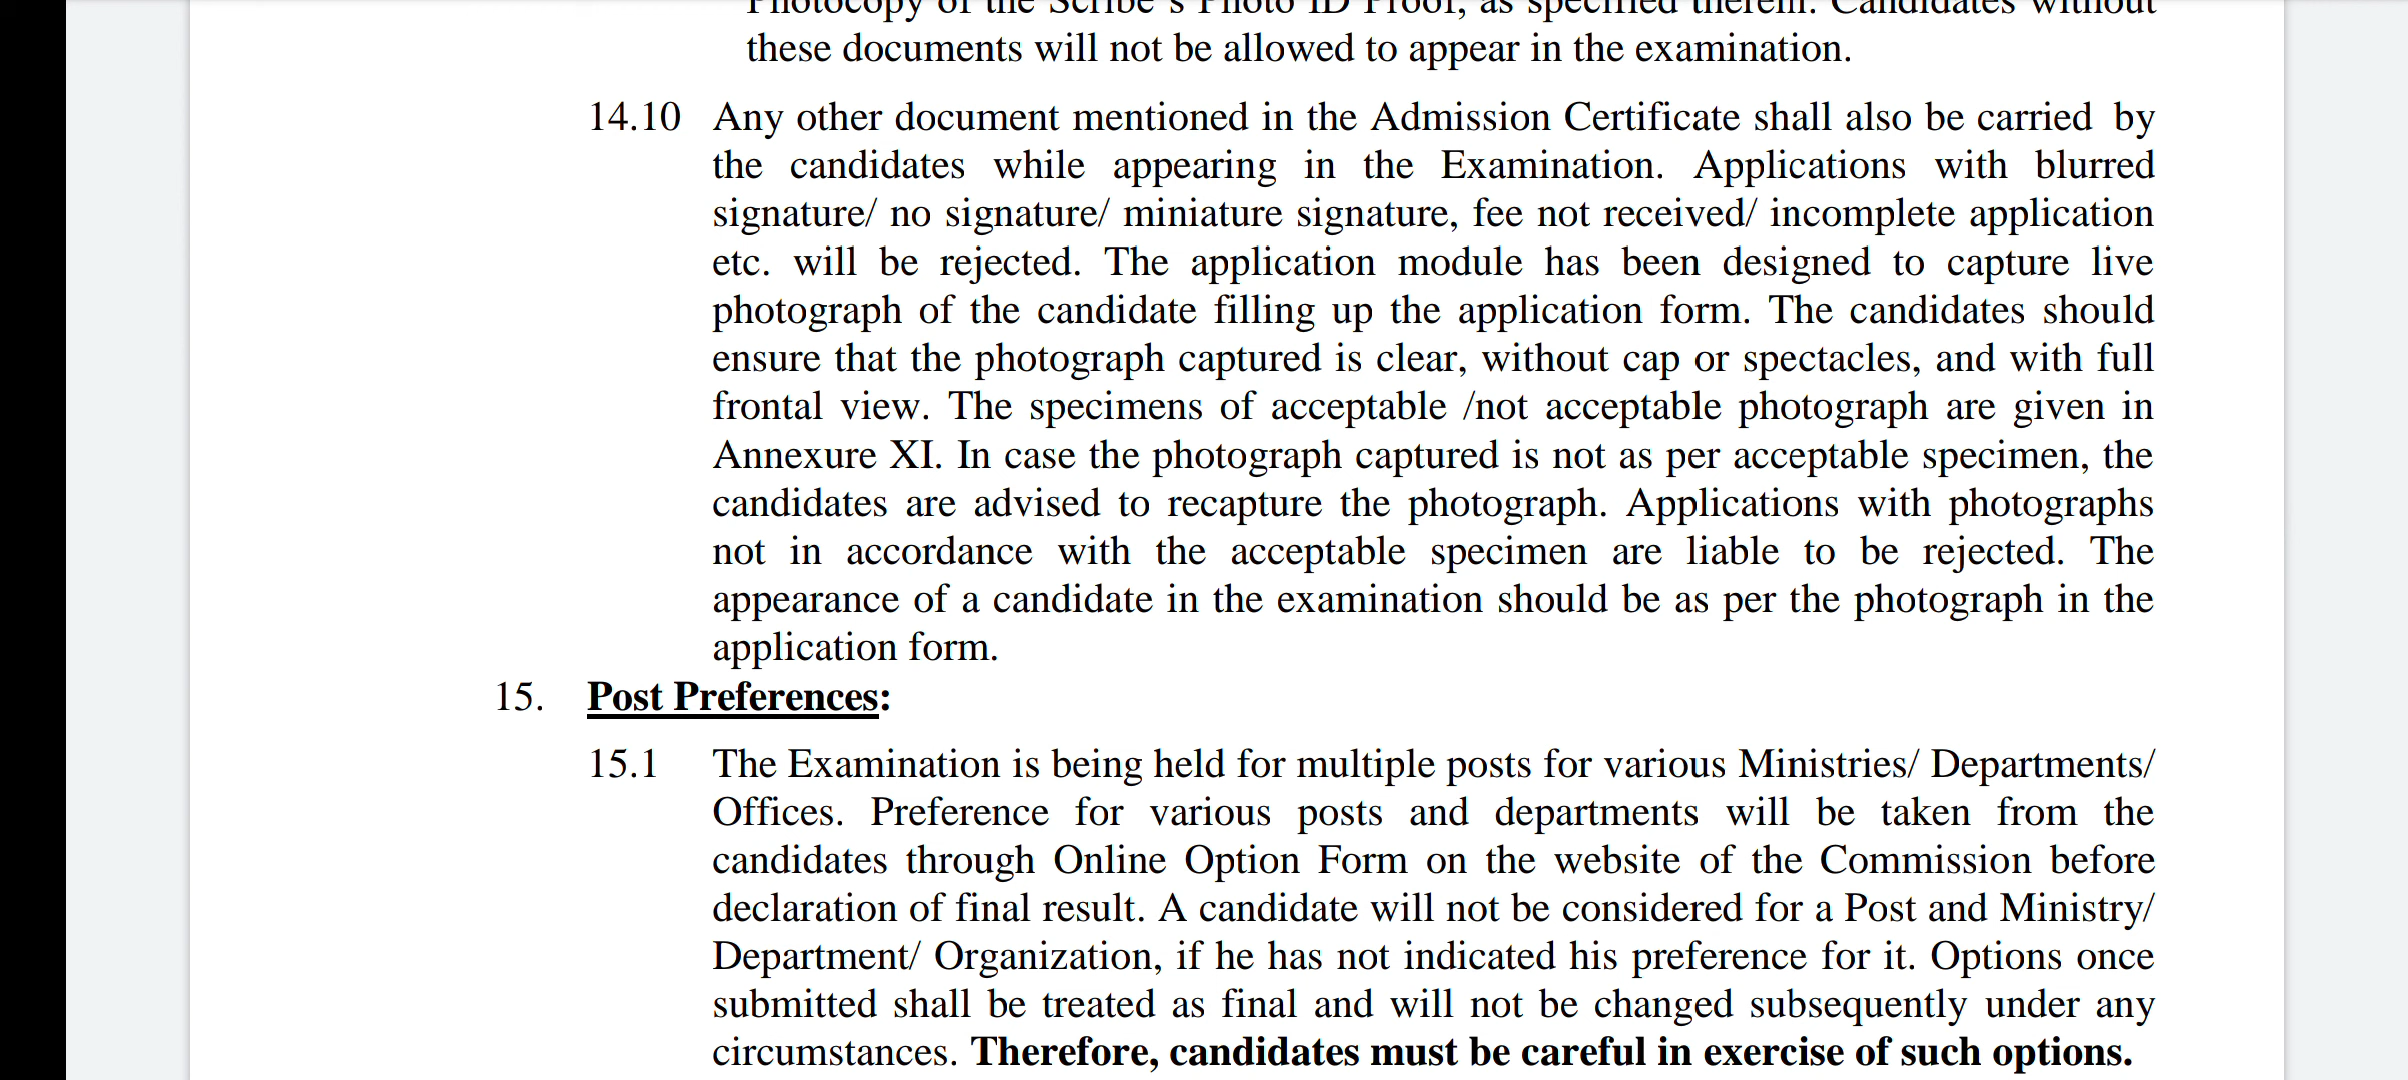 Photocopy of the Scribe's Photo ID Proof, as specified therein. Candidates without
these documents will not be allowed to appear in the examination.
14.10 Any other document mentioned in the Admission Certificate shall also be carried by
the candidates while appearing in the Examination. Applications with blurred
signature/ no signature/ miniature signature, fee not received/ incomplete application
etc. will be rejected. The application module has been designed to capture live
photograph of the candidate filling up the application form. The candidates should
ensure that the photograph captured is clear, without cap or spectacles, and with full
frontal view. The specimens of acceptable /not acceptable photograph are given in
Annexure XI. In case the photograph captured is not as per acceptable specimen, the
candidates are advised to recapture the photograph. Applications with photographs
not in accordance with the acceptable specimen are liable to be rejected. The
appearance of a candidate in the examination should be as per the photograph in the
application form.
15. Post Preferences:
15.1 The Examination is being held for multiple posts for various Ministries/ Departments/
Offices. Preference for various posts and departments will be taken from the
candidates through Online Option Form on the website of the Commission before
declaration of final result. A candidate will not be considered for a Post and Ministry/
Department/ Organization, if he has not indicated his preference for it. Options once
submitted shall be treated as final and will not be changed subsequently under any
circumstances. Therefore, candidates must be careful in exercise of such options.